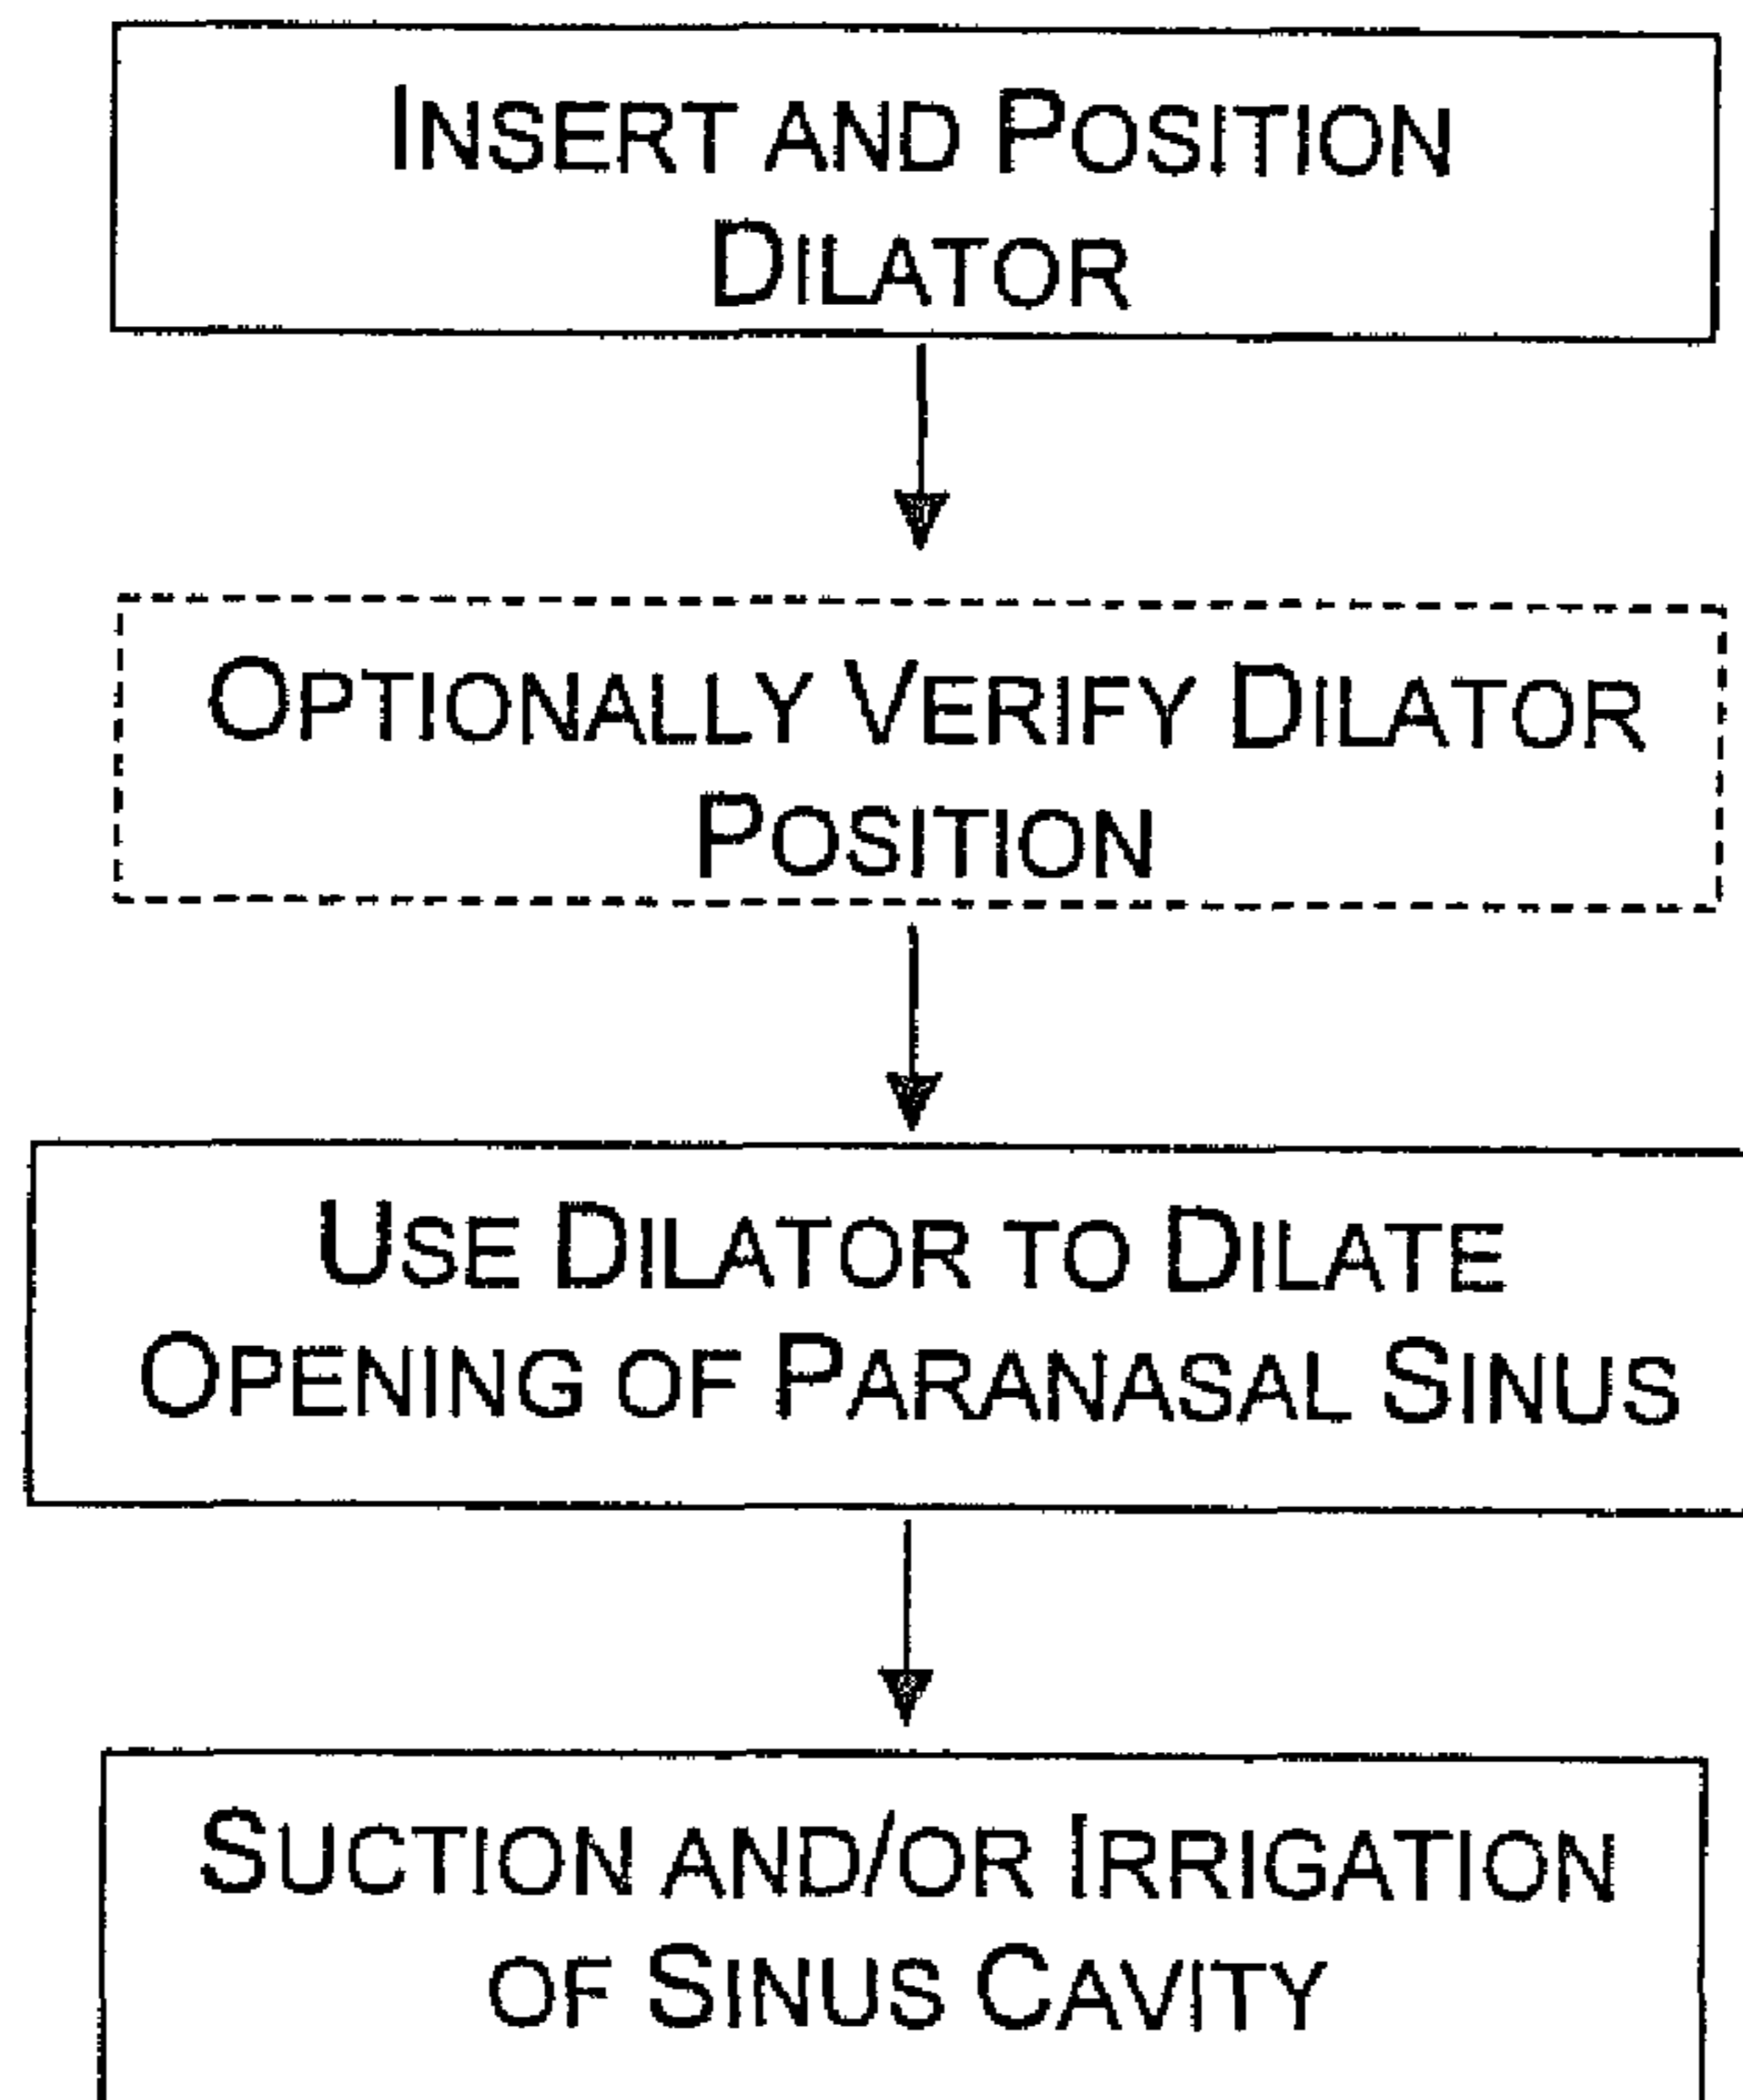 INSERT AND POSITION
DILATOR
OPTIONALLY VERIFY DILATOR
POSITION
USE DILATOR TO DILATE
OPENING OF PARANASAL SINUS
SUCTION AND/OR IRRIGATION
OF SINUS CAVITY